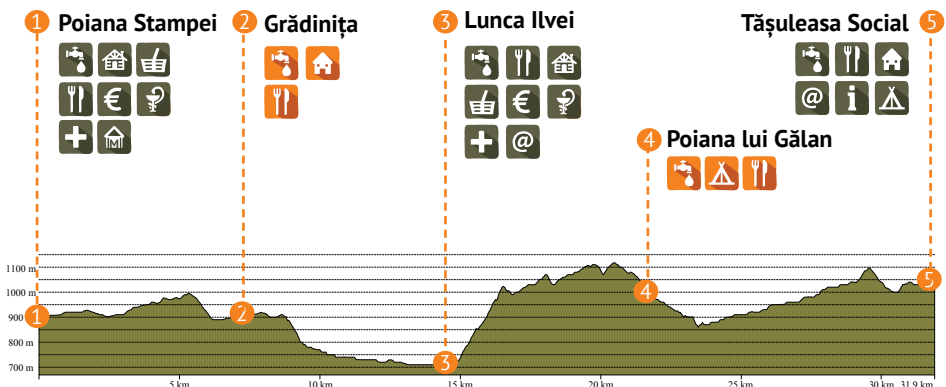 1 Poiana Stampei
2 Grădinița
3 Lunca Ilvei
Tășuleasa Social 5
€
@ i
€
@
4 Poiana lui Gălan
1100 m
1000 m
900 m
800 m
700 m
1
2
3
4
5
5 km
10 km
15 km
20 km
25 km
30 km
31.9 km